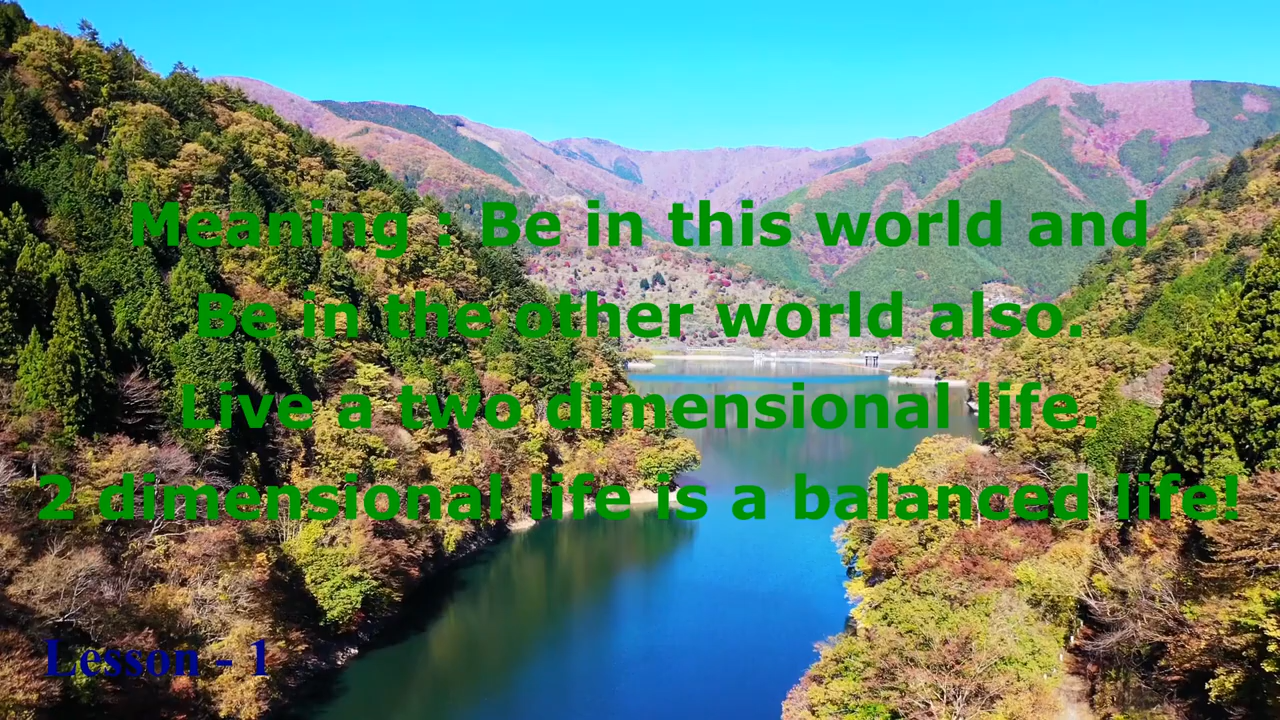 Meaning : Be in this world and
Be in the other world also.
Live a two dimensional life.
2 dimensional life is a balanced life!
Lesson - 1